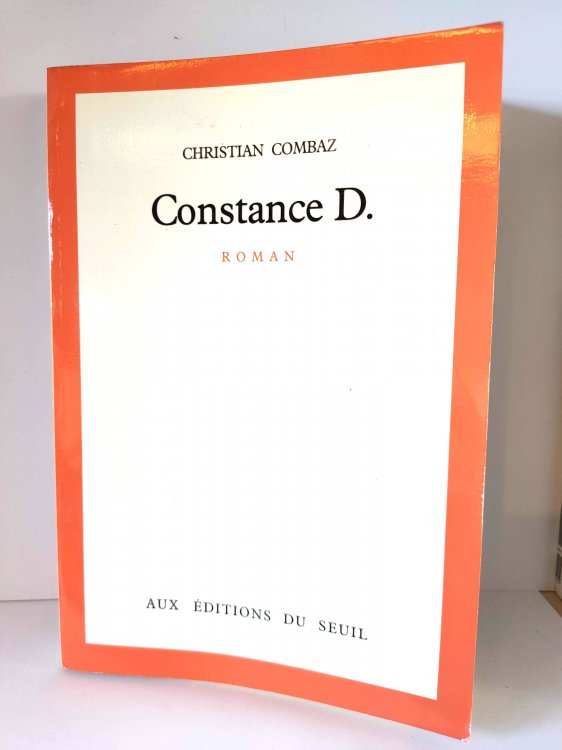 CHRISTIAN COMBAZ
Constance D.
ROMAN
AUX ÉDITIONS DU SEUIL